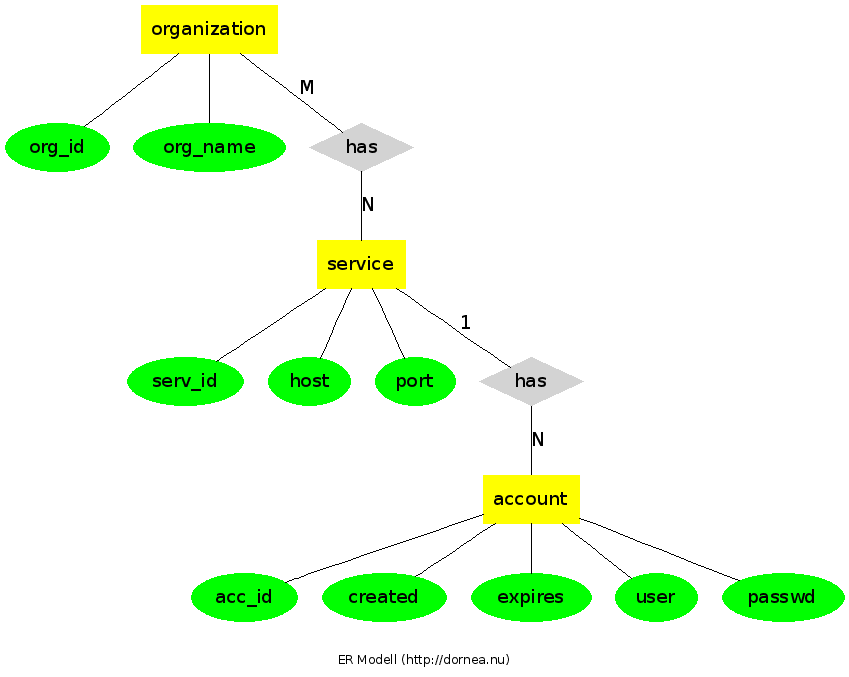 organization
M
org_id
org_name
has
N
service
1
serv_id
host
port
has
N
account
acc_id
created
expires
user
passwd
ER Modell (http://dornea.nu)